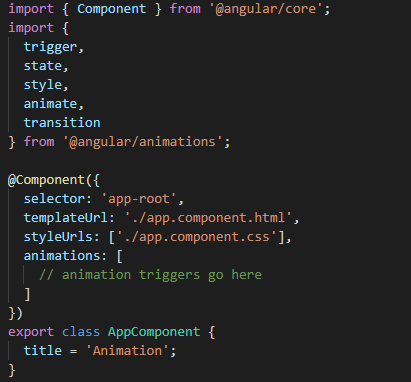 import { Component } from '@angular/core';
import {
  trigger,
  state,
  style,
  animate,
  transition
} from '@angular/animations';

@Component({
  selector: 'app-root',
  templateUrl: './app.component.html',
  styleUrls: ['./app.component.css'],
  animations: [
    // animation triggers go here
  ]
})
export class AppComponent {
  title = 'Animation';
}